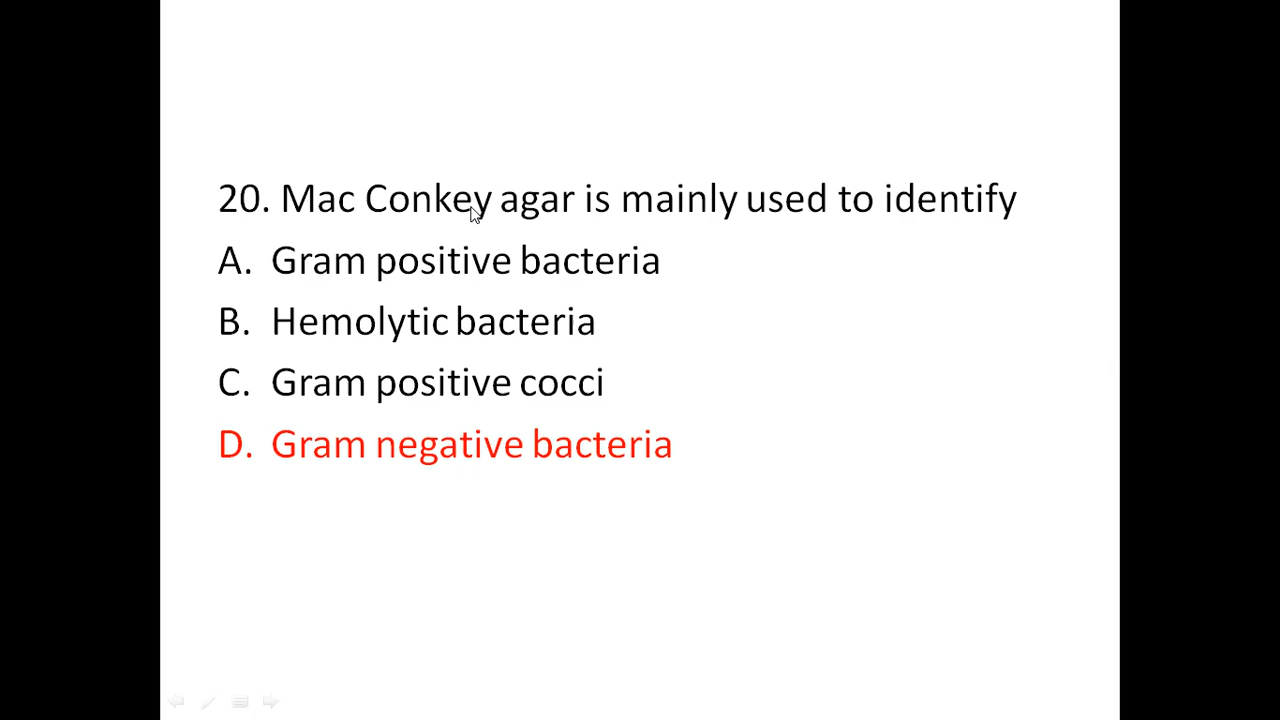 20. Mac Conkey agar is mainly used to identify
A. Gram positive bacteria
B. Hemolytic bacteria
C. Gram positive cocci
D. Gram negative bacteria